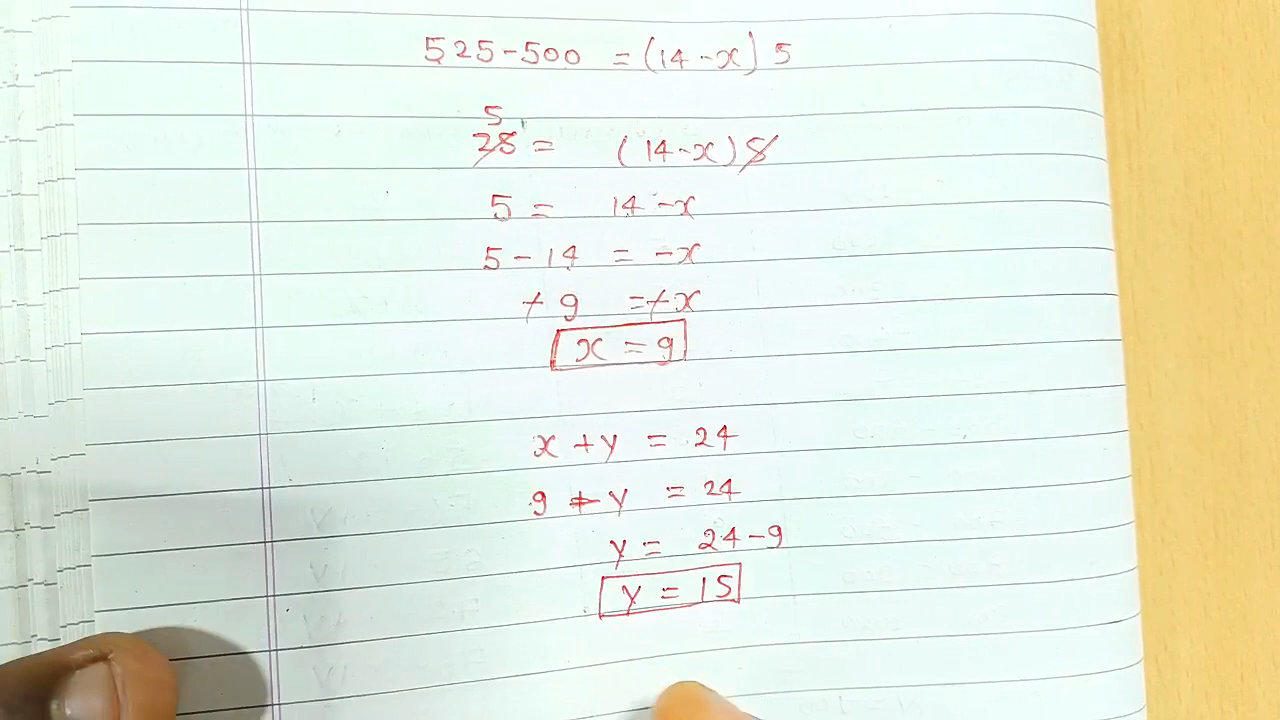 525-500 = (14-x) 5
5
25 = (14-x) 5
5 = 14-x
5-14 = -x
+ 9 = +x
x = 9
x + y = 24
9 + y = 24
y = 24-9
y = 15